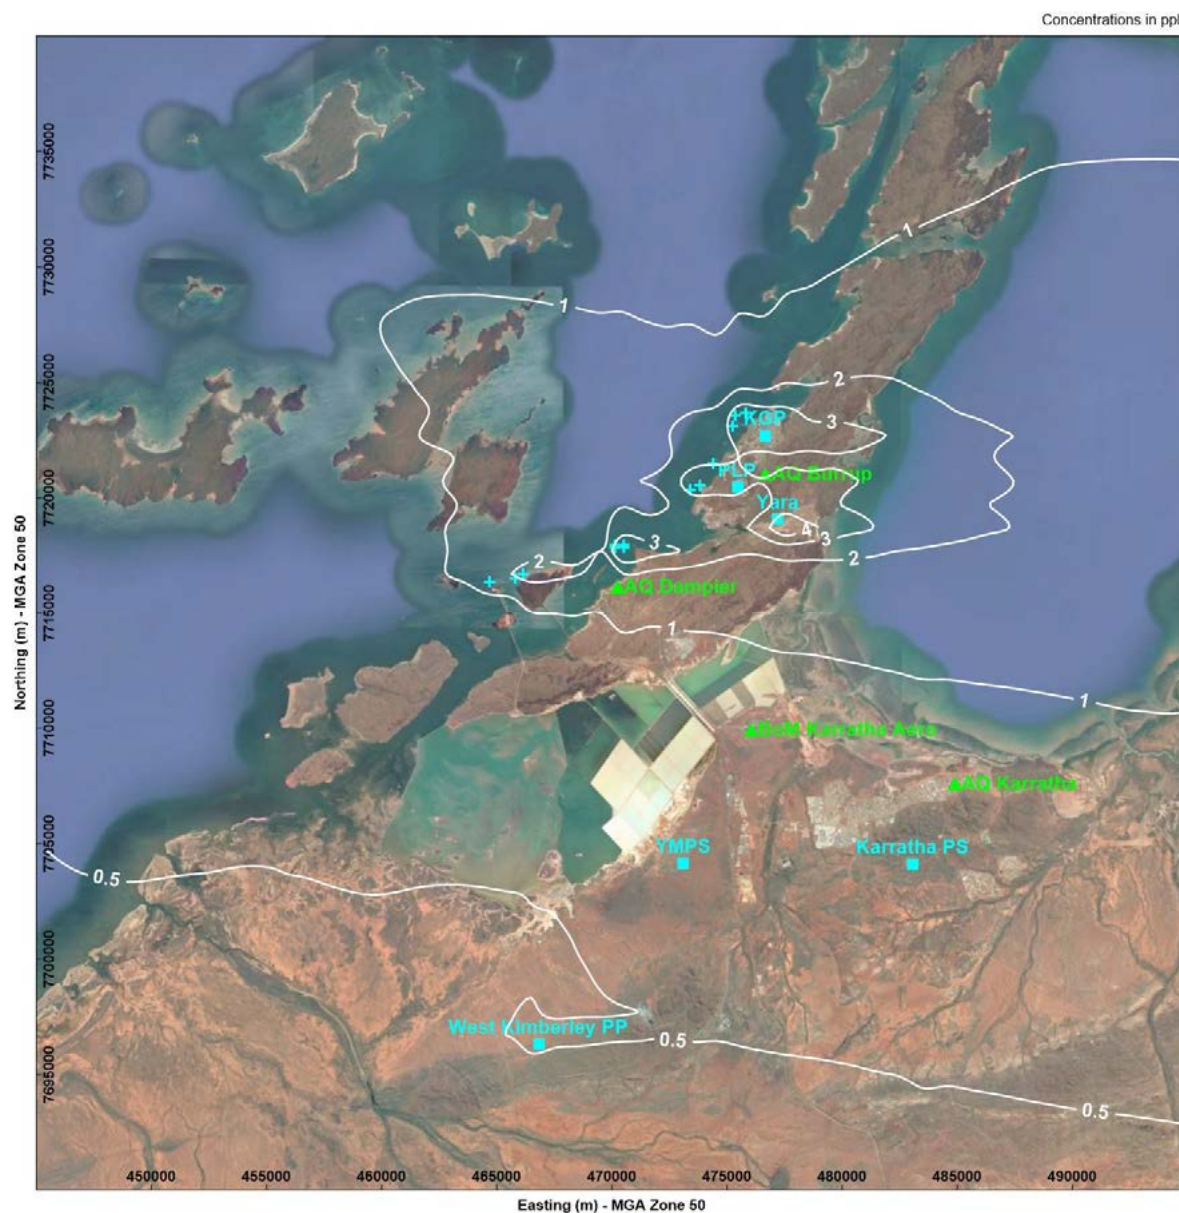 Concentrations in pp
7735000
7730000
7725000
7720000
7715000
7710000
7705000
7700000
7695000
Northing (m) - MGA Zone 50
1
1
2
KGP
3
PLP
AQ Burrup
Yara
4
3
2
3
2
AQ Dampier
1
1
BoM Karratha Aero
AQ Karratha
YMPS
Karratha PS
0.5
West Kimberley PP
0.5
0.5
450000 455000 460000 465000 470000 475000 480000 485000 490000
Easting (m) - MGA Zone 50